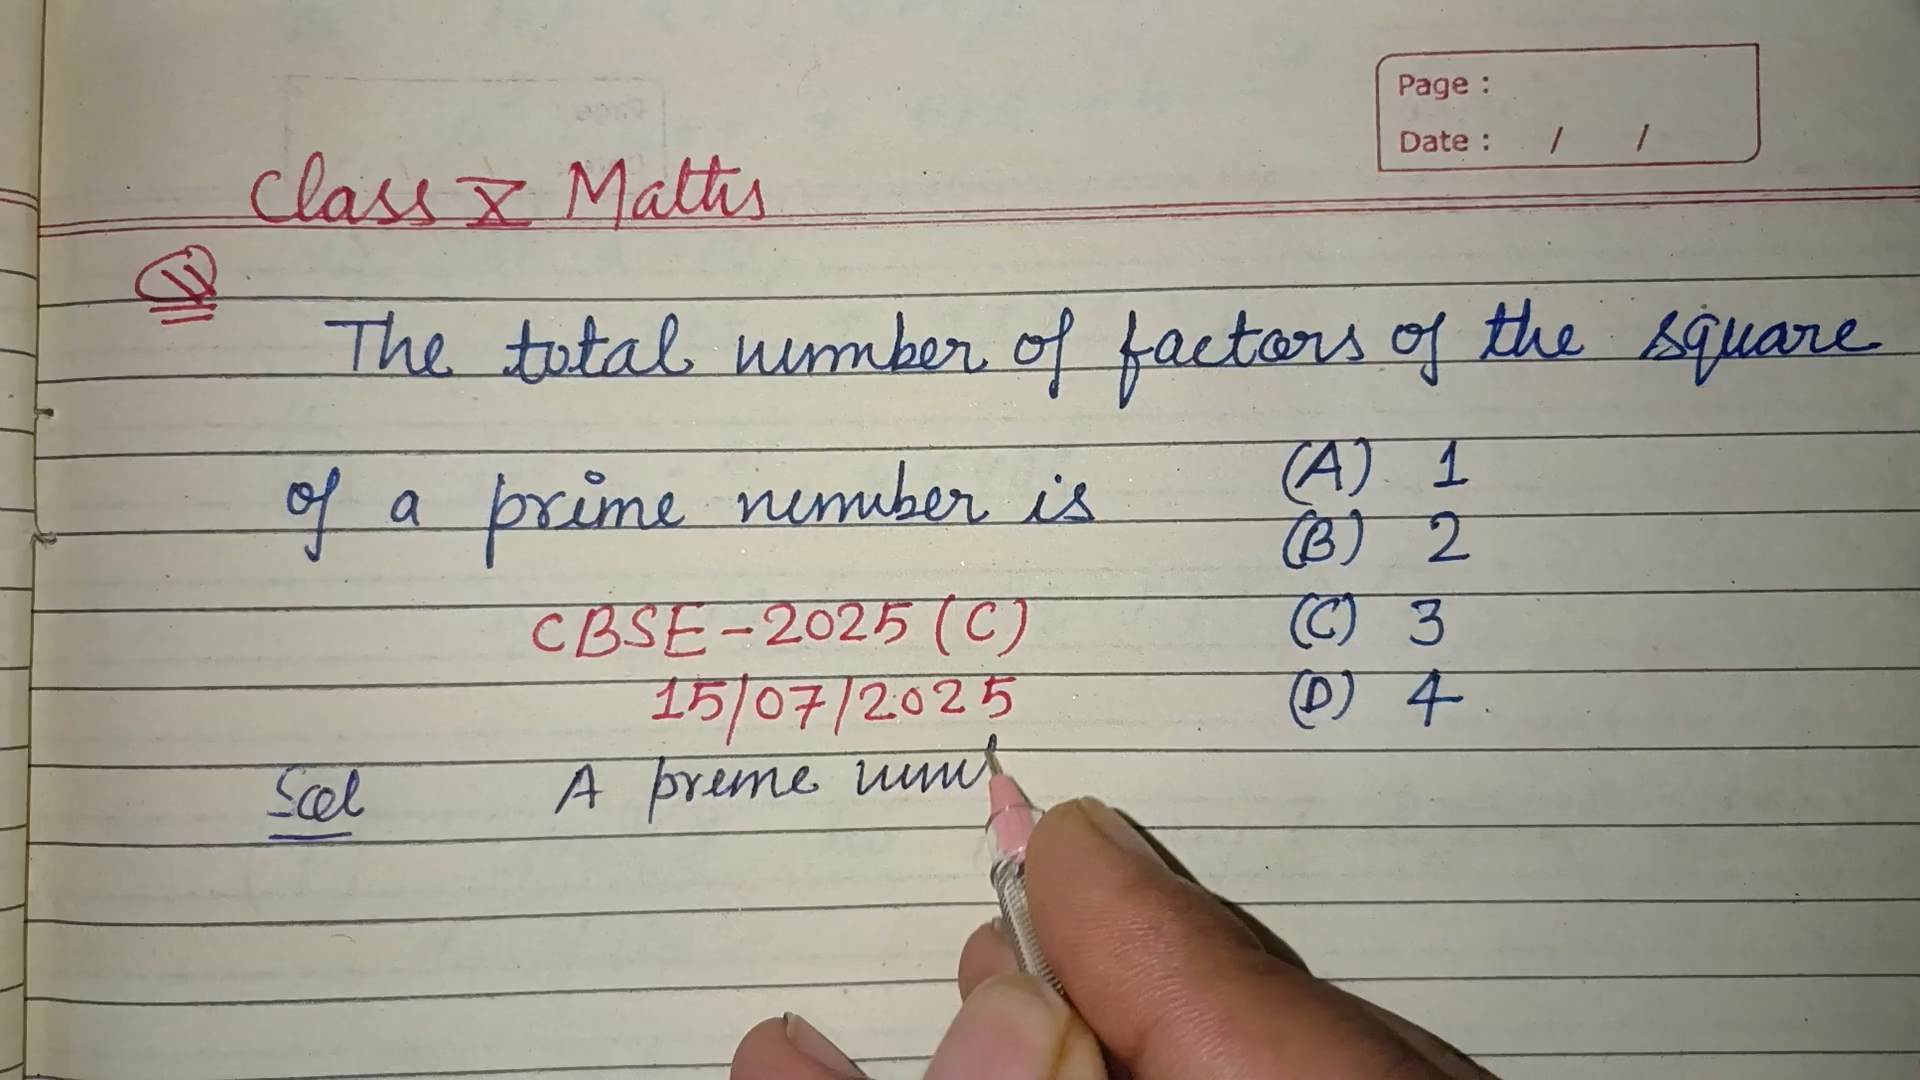 Page :
Date : / /
Class X Maths
The total number of factors of the square
of a prime number is
(A) 1
(B) 2
CBSE-2025 (C)
(C) 3
15/07/2025
(D) 4
Sol A preme num